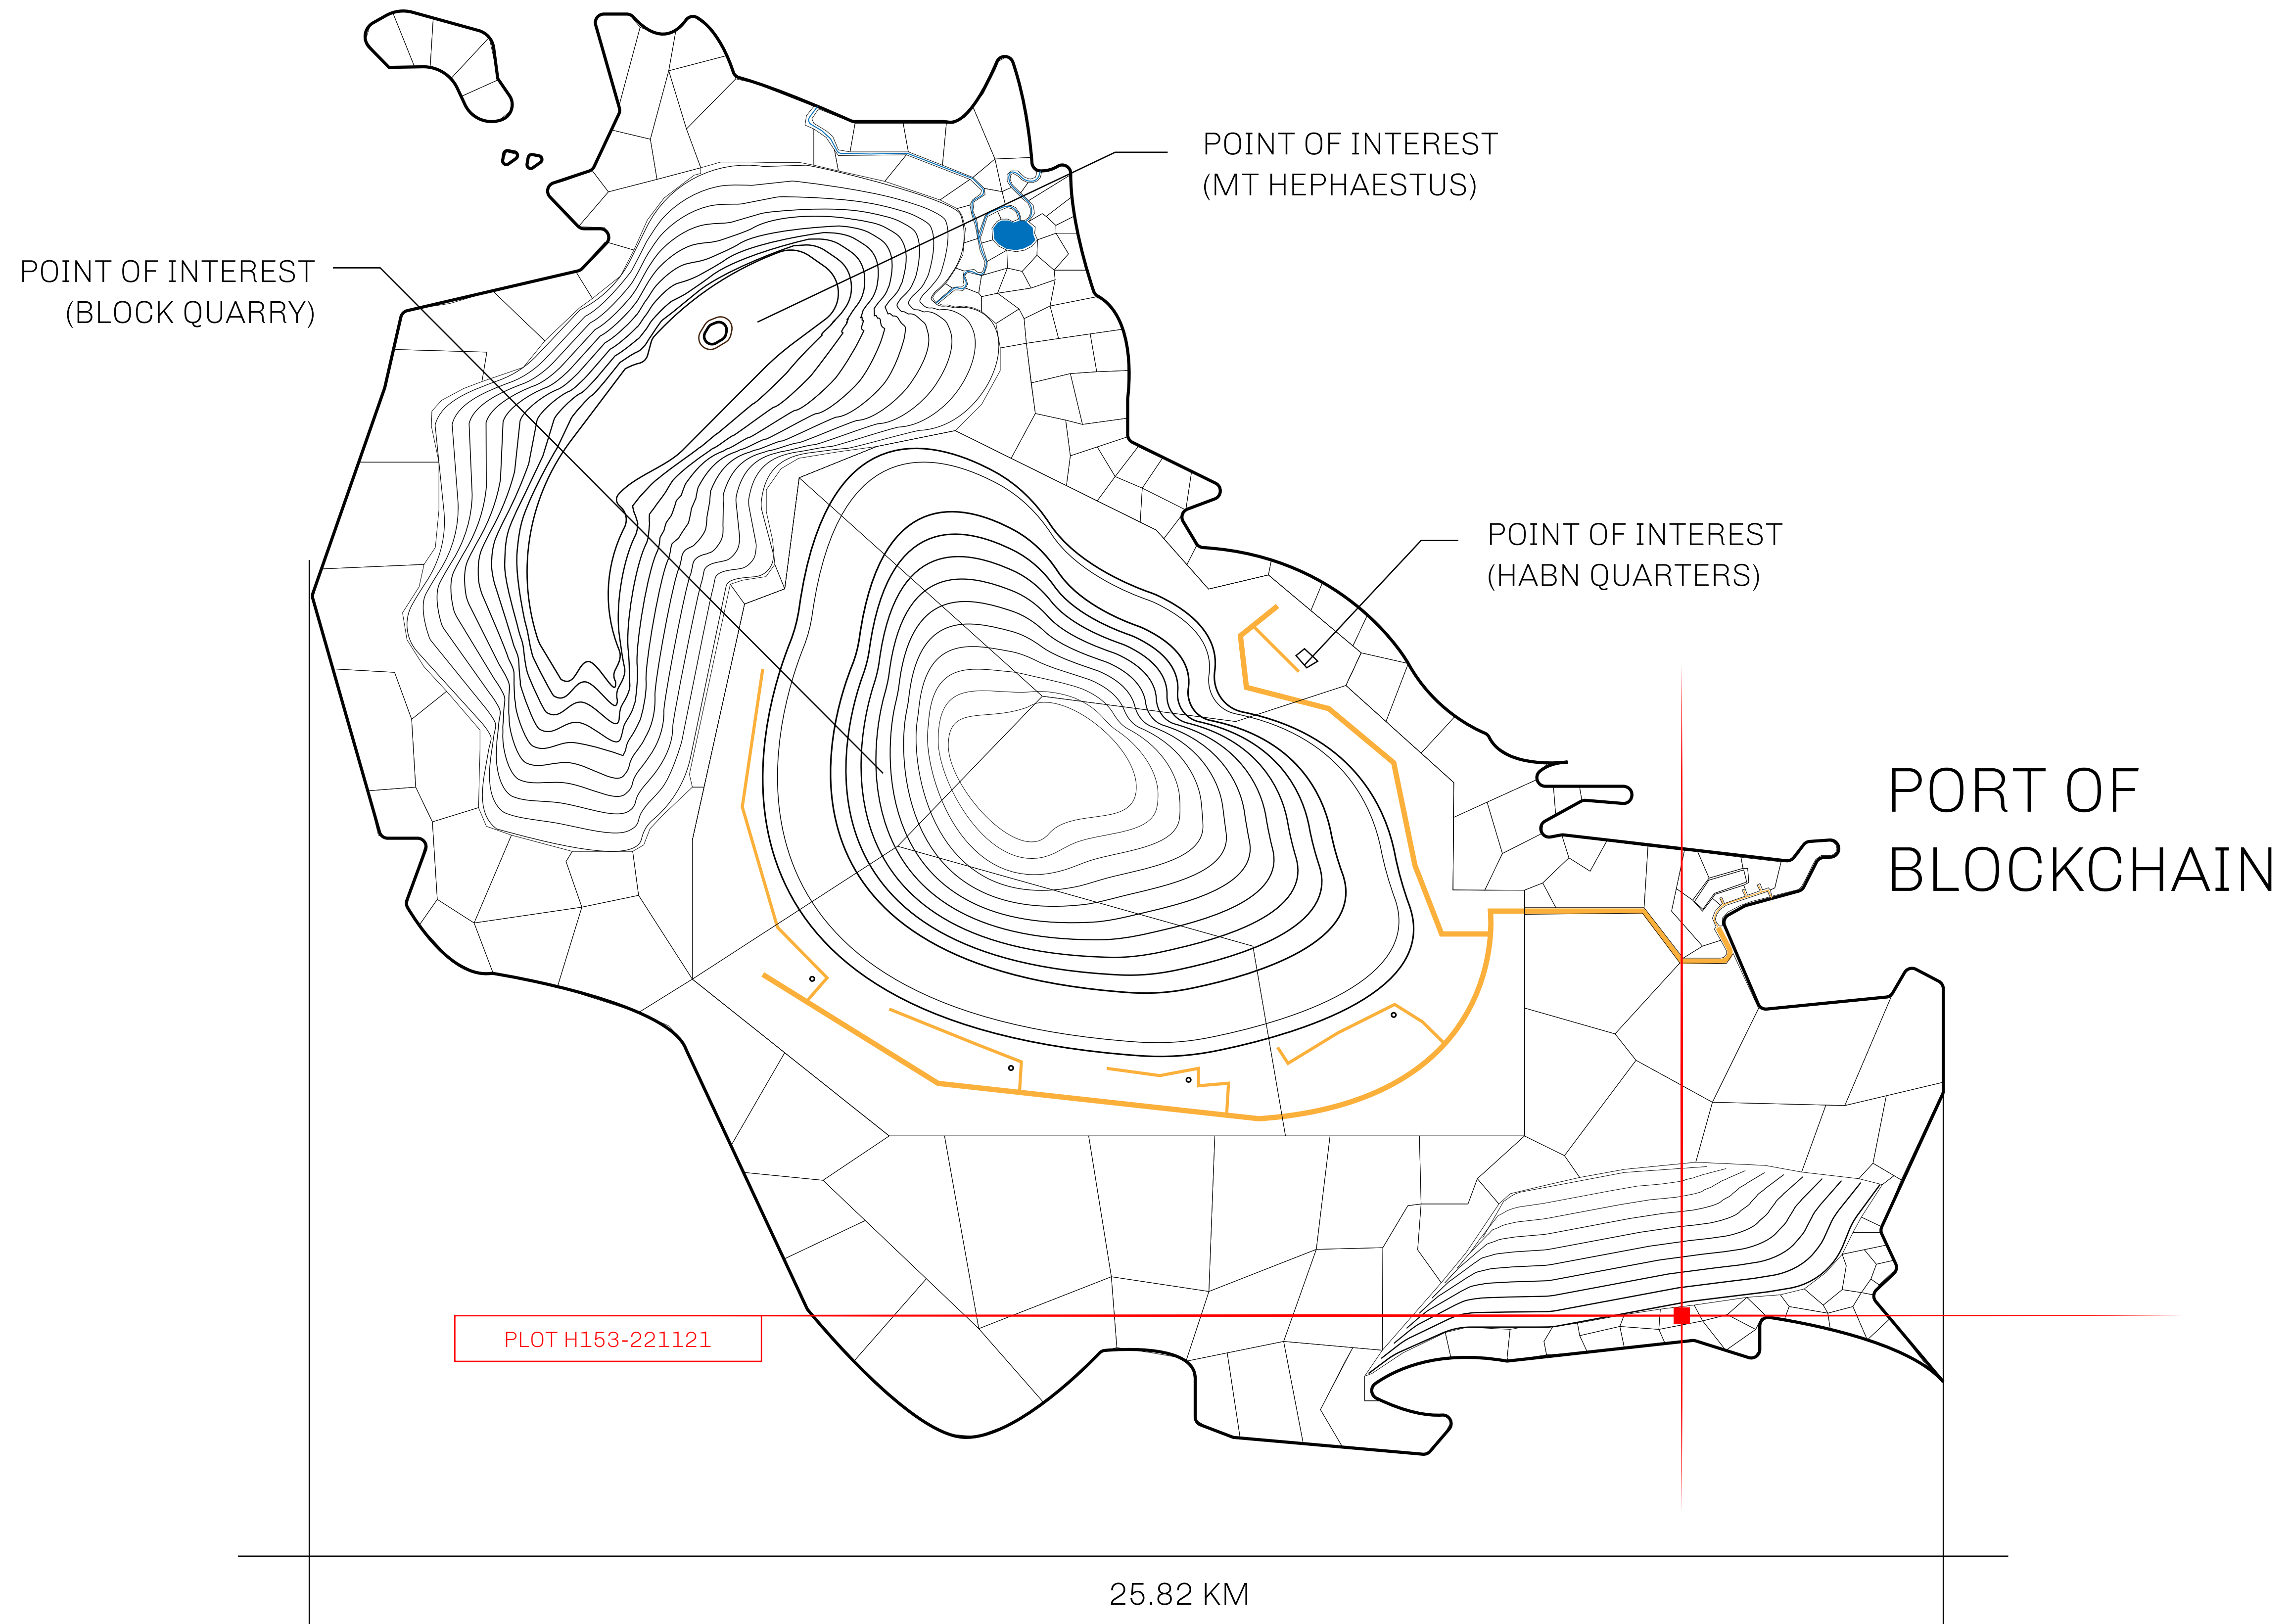 POINT OF INTEREST
(MT HEPHAESTUS)
POINT OF INTEREST
(BLOCK QUARRY)
POINT OF INTEREST
(HABN QUARTERS)
PORT OF
BLOCKCHAIN
PLOT H153-221121
25.82 KM